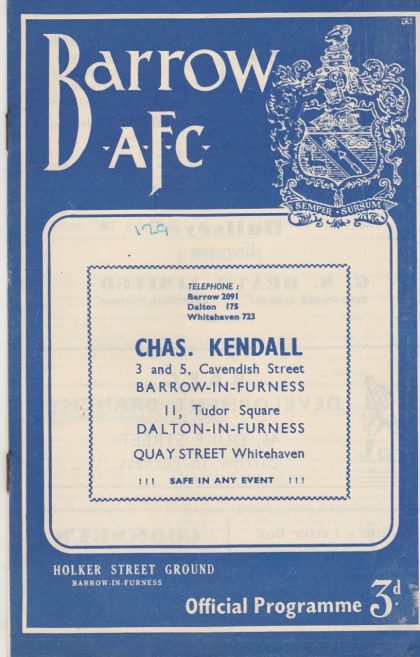 Barrow
A.F.C.
SEMPER SURSUM
129
TELEPHONE :
Barrow 2091
Dalton 175
Whitehaven 723
CHAS. KENDALL
3 and 5, Cavendish Street
BARROW-IN-FURNESS
11, Tudor Square
DALTON-IN-FURNESS
QUAY STREET Whitehaven
!!! SAFE IN ANY EVENT !!!
HOLKER STREET GROUND
BARROW-IN-FURNESS
Official Programme 3d.